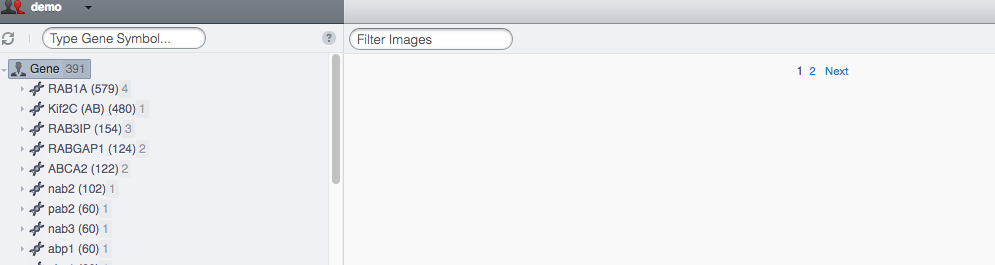 demo
Type Gene Symbol...
?
Filter Images
1 2 Next
Gene 391
RAB1A (579) 4
Kif2C (AB) (480) 1
RAB3IP (154) 3
RABGAP1 (124) 2
ABCA2 (122) 2
nab2 (102) 1
pab2 (60) 1
nab3 (60) 1
abp1 (60) 1